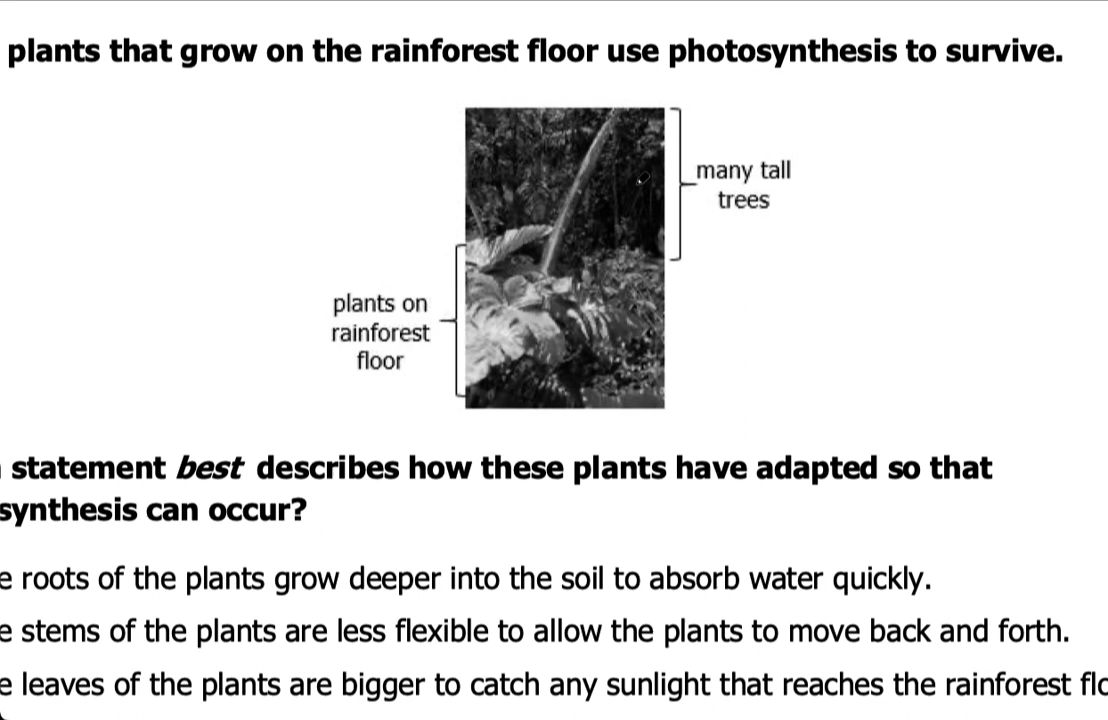 plants that grow on the rainforest floor use photosynthesis to survive.
many tall
trees
plants on
rainforest
floor
statement best describes how these plants have adapted so that
synthesis can occur?
e roots of the plants grow deeper into the soil to absorb water quickly.
e stems of the plants are less flexible to allow the plants to move back and forth.
e leaves of the plants are bigger to catch any sunlight that reaches the rainforest flo